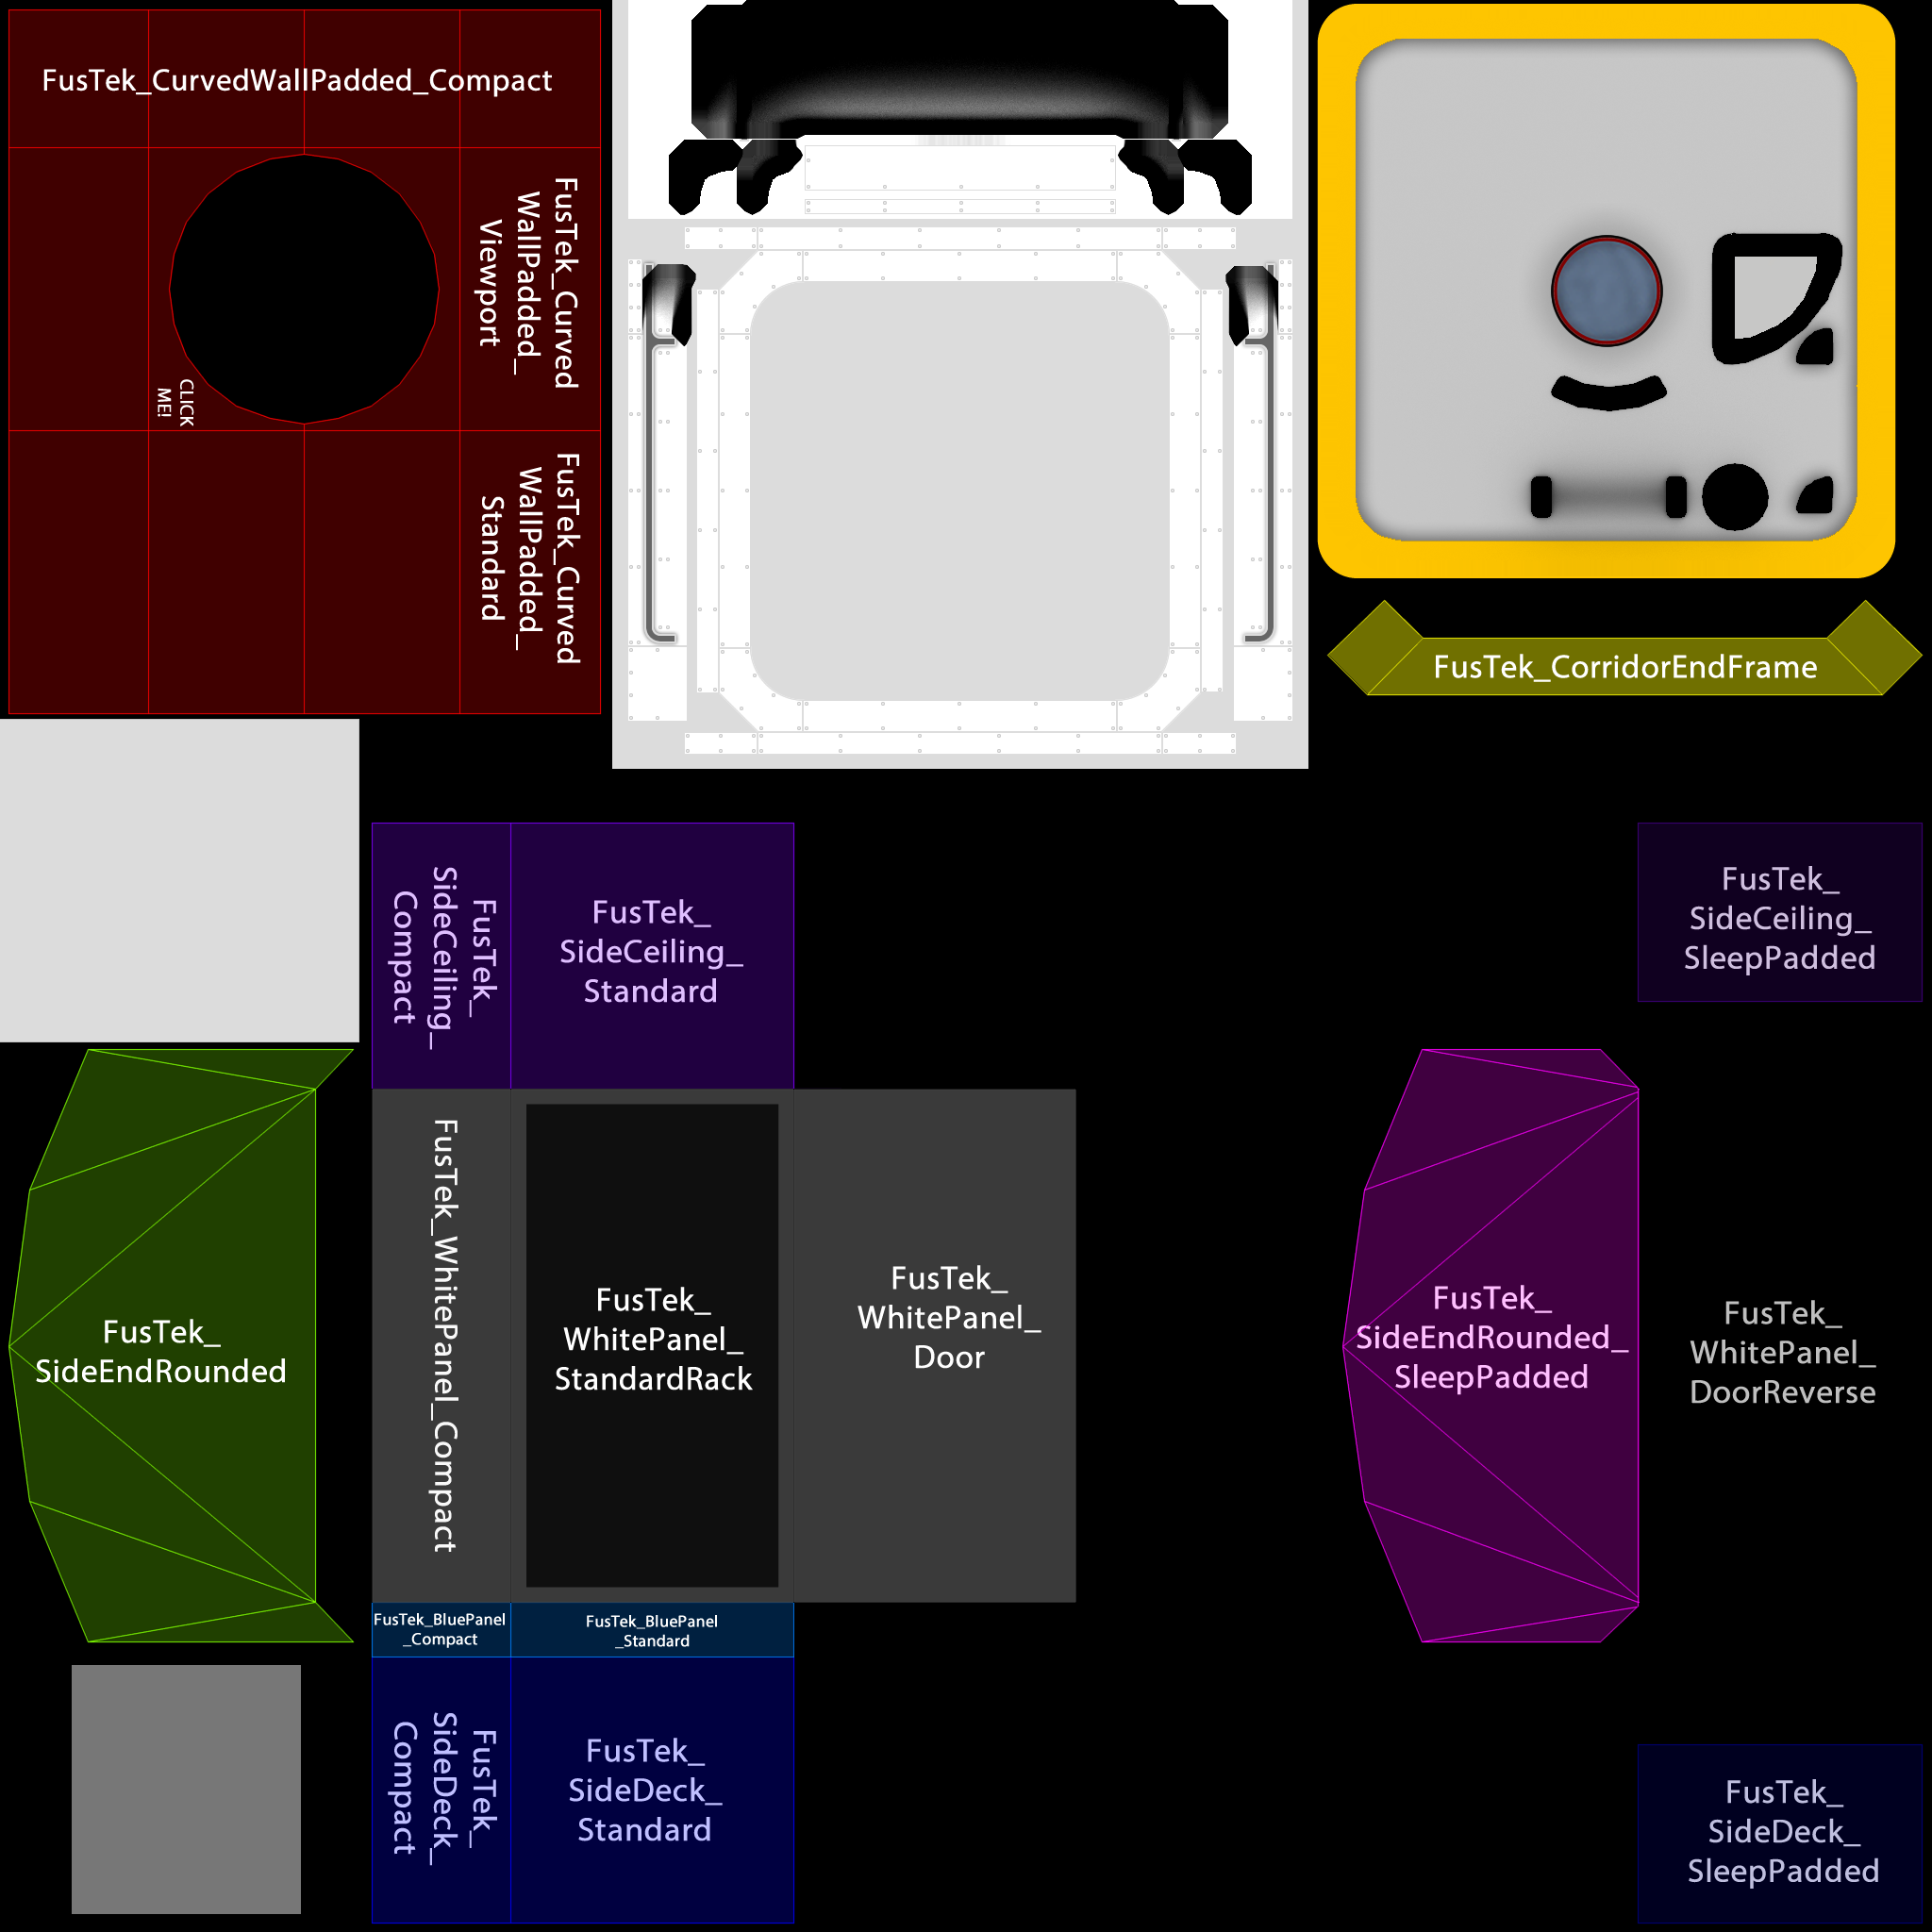 FusTek_CurvedWallPadded_Compact
FusTek_Curved
WallPadded_
Viewport
CLICK
ME!
FusTek_Curved
WallPadded_
Standard
FusTek_CorridorEndFrame
FusTek_
SideCeiling_
Compact
FusTek_
SideCeiling_
Standard
FusTek_
SideCeiling_
SleepPadded
FusTek_
SideEndRounded
FusTek_WhitePanel_Compact
FusTek_
WhitePanel_
StandardRack
FusTek_
WhitePanel_
Door
FusTek_
SideEndRounded_
SleepPadded
FusTek_
WhitePanel_
DoorReverse
FusTek_BluePanel
_Compact
FusTek_BluePanel
_Standard
FusTek_
SideDeck_
Compact
FusTek_
SideDeck_
Standard
FusTek_
SideDeck_
SleepPadded